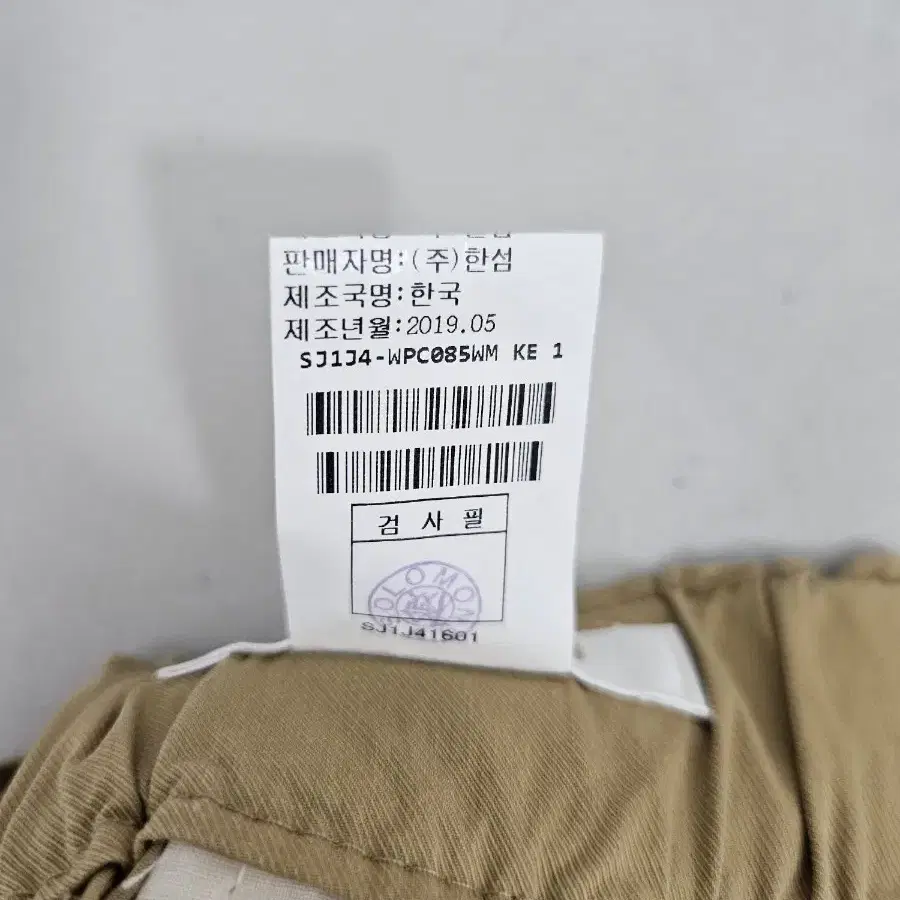 판매자명:(주)한섬
제조국명:한국
제조년월:2019.05
SJ1J4-WPC085WM KE 1
검 사 필
SOLOMON
SJ1J41601